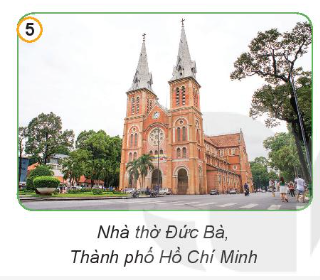 5
Nhà thờ Đức Bà,
Thành phố Hồ Chí Minh